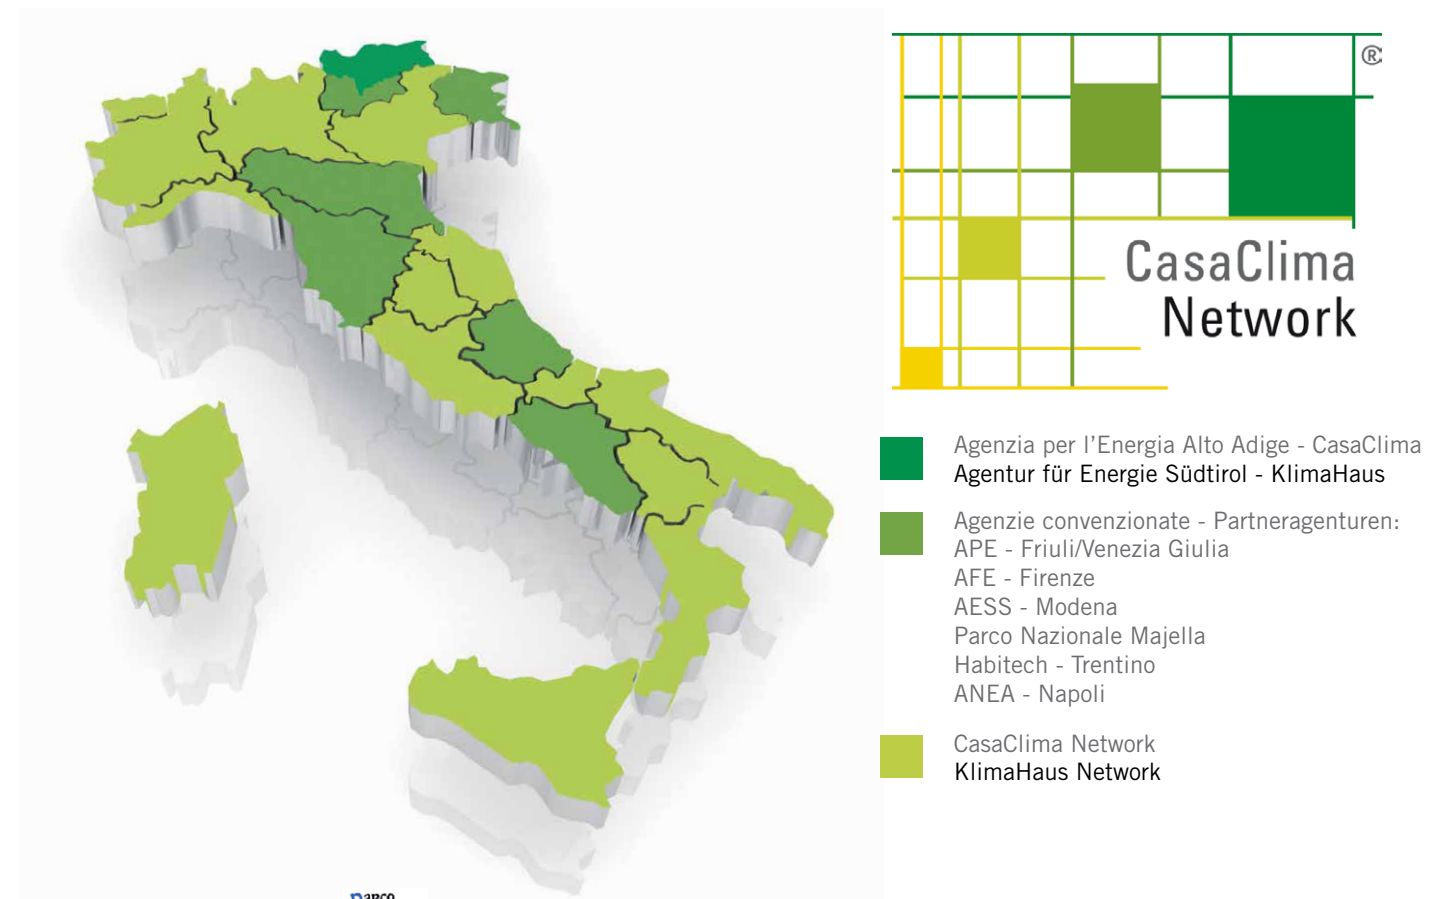 ®
CasaClima
Network
Agenzia per l'Energia Alto Adige - CasaClima
Agentur für Energie Südtirol - KlimaHaus
Agenzie convenzionate - Partneragenturen:
APE - Friuli/Venezia Giulia
AFE - Firenze
AESS - Modena
Parco Nazionale Majella
Habitech - Trentino
ANEA - Napoli
CasaClima Network
KlimaHaus Network